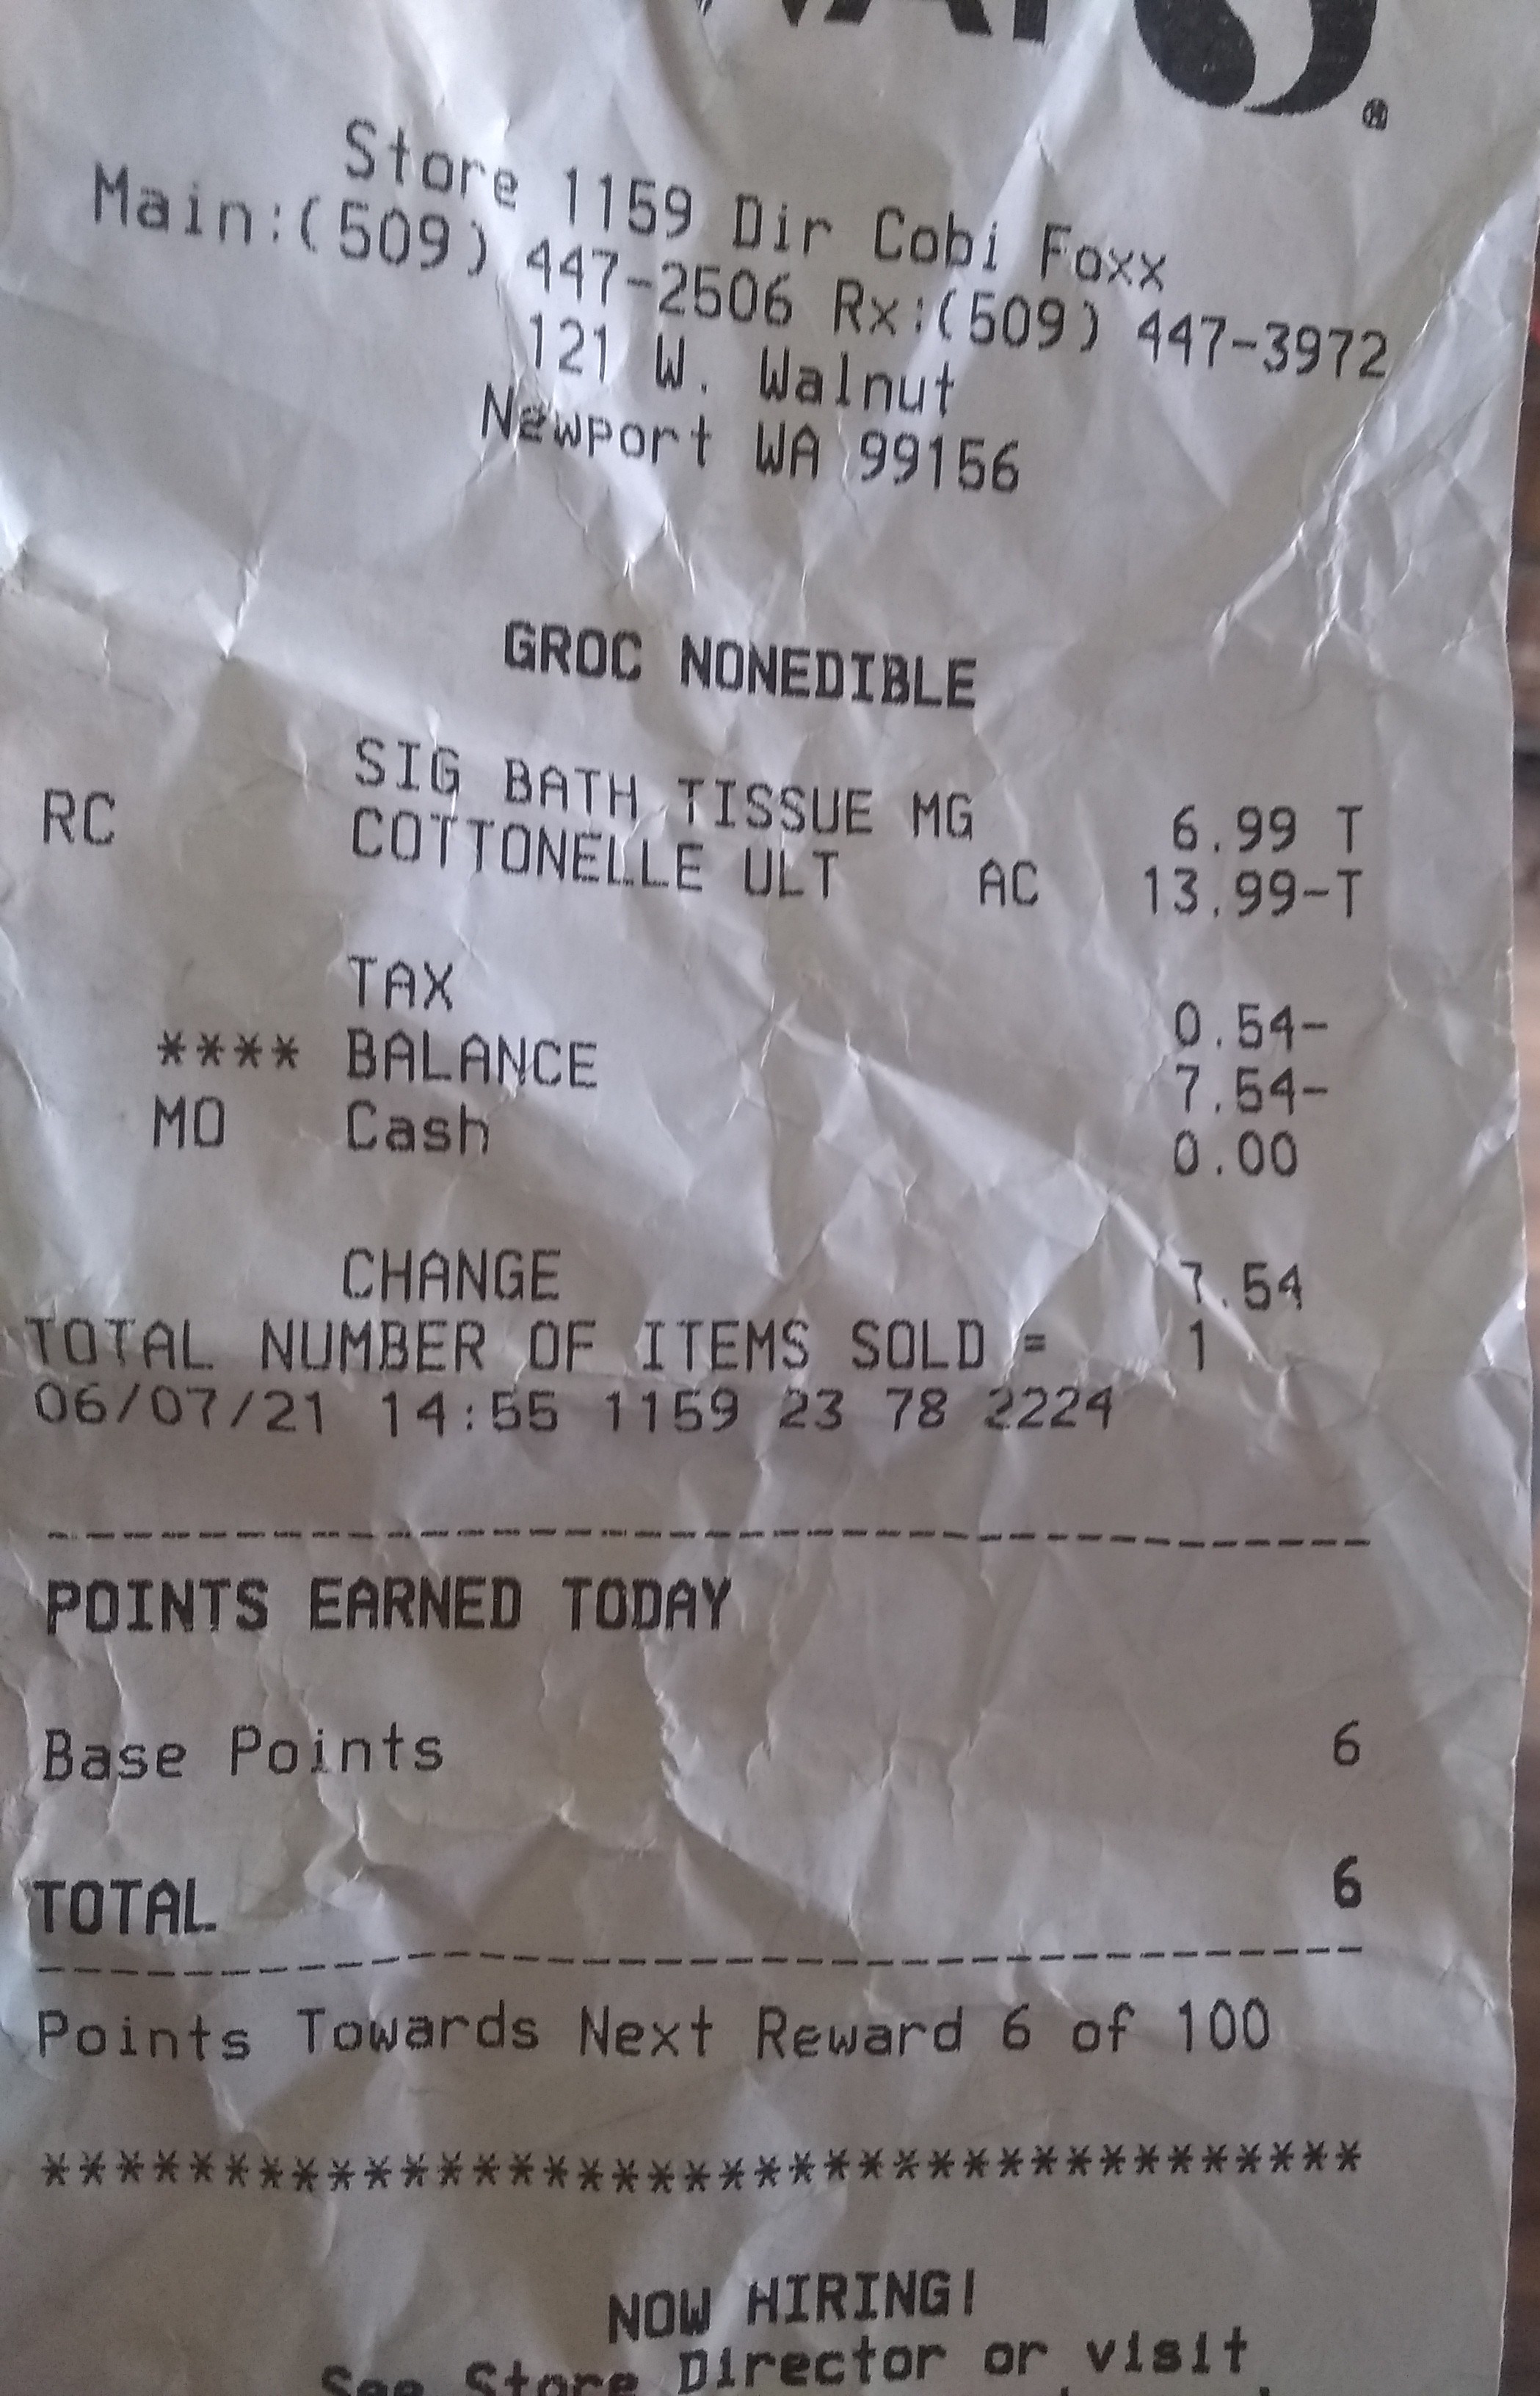 Store 1159 Dir Cobi Foxx
Main:(509) 447-2506 Rx:(509) 447-3972
121 W. Walnut
Newport WA 99156
GROC NONEDIBLE
SIG BATH TISSUE MG 6.99 T
RC COTTONELLE ULT AC 13.99-T
TAX 0.54-
**** BALANCE 7.54-
MO Cash 0.00
CHANGE 7.54
TOTAL NUMBER OF ITEMS SOLD = 1
06/07/21 14:55 1159 23 78 2224
POINTS EARNED TODAY
Base Points 6
TOTAL 6
Points Towards Next Reward 6 of 100
*************************************
NOW HIRING!
See Store Director or visit